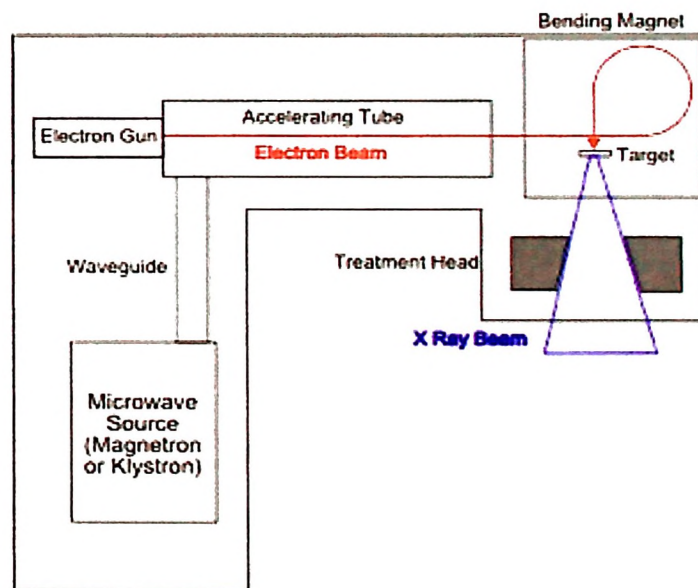 Bending Magnet
Accelerating Tube
Electron Gun
Electron Beam
Target
Waveguide
Treatment Head
X Ray Beam
Microwave
Source
(Magnetron
or Klystron)